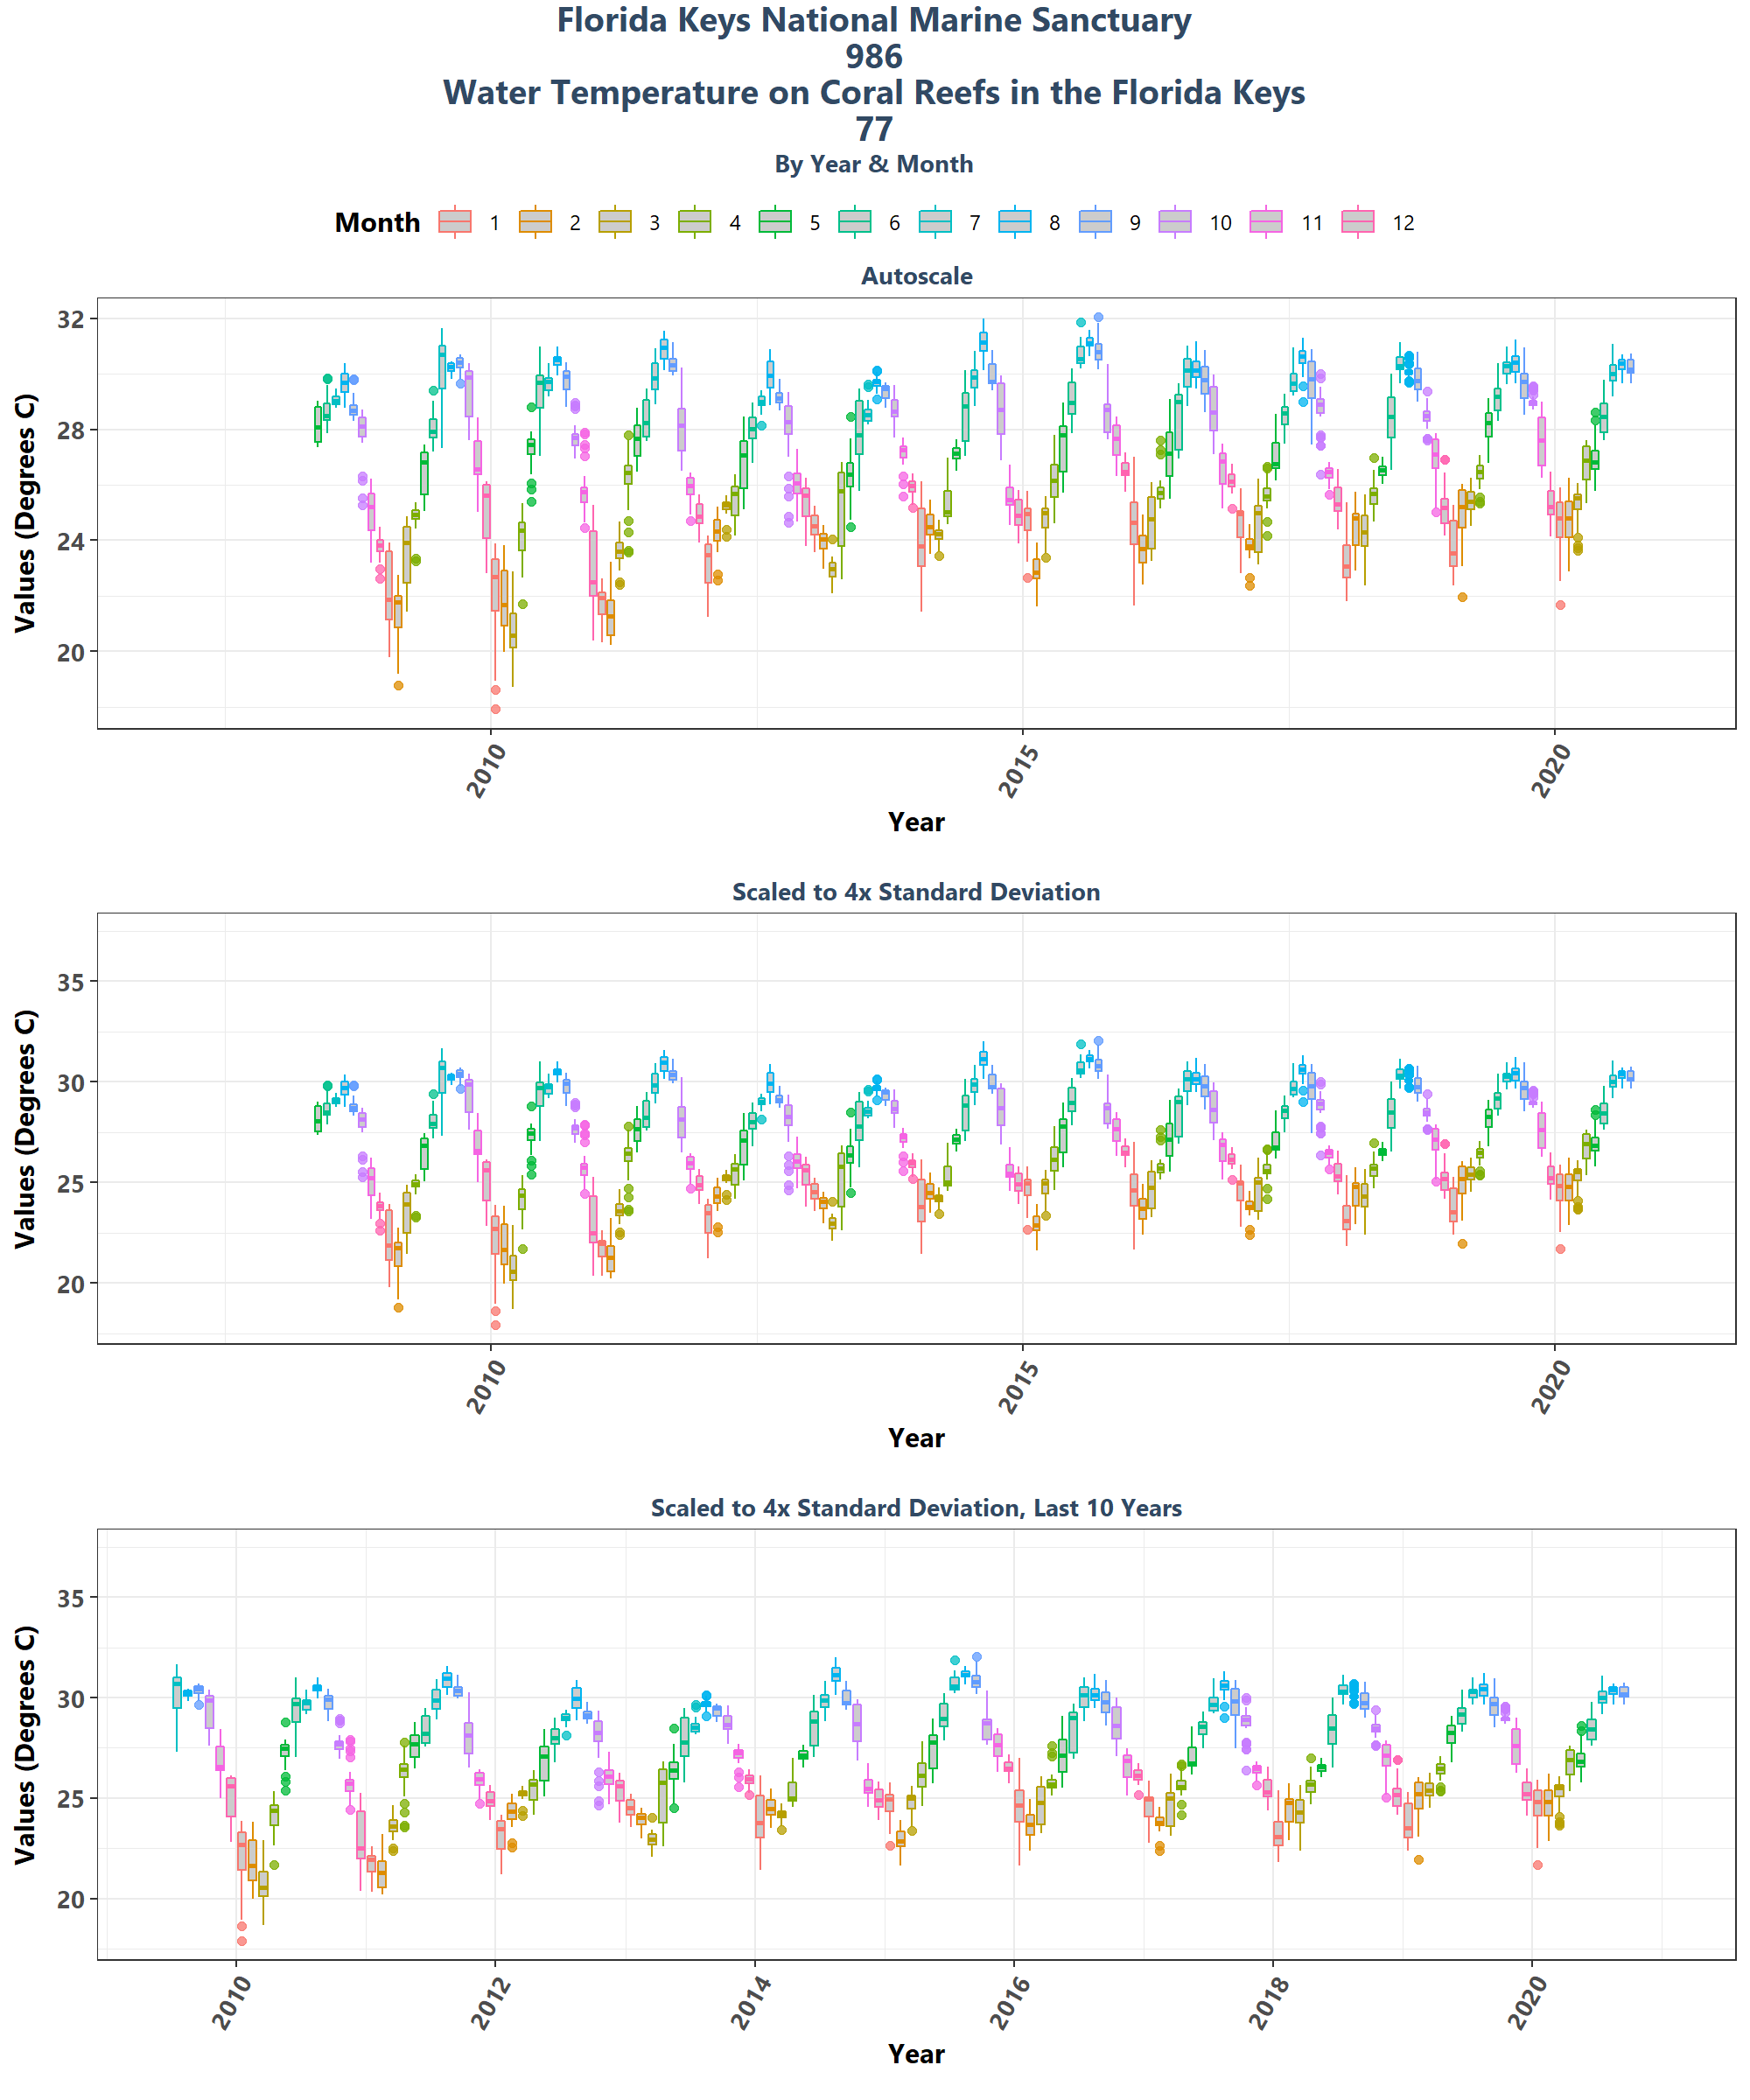 Florida Keys National Marine Sanctuary
986
Water Temperature on Coral Reefs in the Florida Keys
77
By Year & Month
Month 1 2 3 4 5 6 7 8 9 10 11 12
Autoscale
Values (Degrees C)
32
28
24
20
2010 2015 2020
Year
Scaled to 4x Standard Deviation
Values (Degrees C)
35
30
25
20
2010 2015 2020
Year
Scaled to 4x Standard Deviation, Last 10 Years
Values (Degrees C)
35
30
25
20
2010 2012 2014 2016 2018 2020
Year